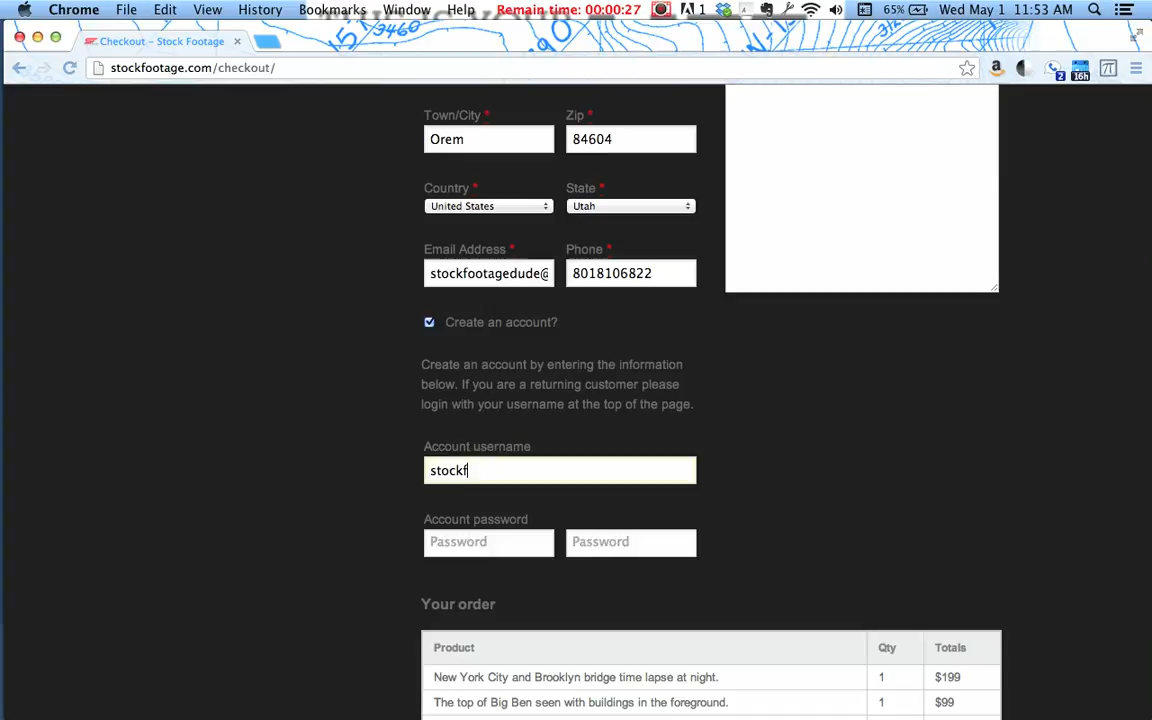 Chrome File Edit View History Bookmarks Window Help Remain time: 00:00:27 1 65% Wed May 1 11:53 AM
Checkout – Stock Footage
stockfootage.com/checkout/ 2 16h
Town/City * Zip *
Orem 84604
Country * State *
United States Utah
Email Address * Phone *
stockfootagedude@ 8018106822
Create an account?
Create an account by entering the information
below. If you are a returning customer please
login with your username at the top of the page.
Account username
stockf
Account password
Password Password
Your order
Product Qty Totals
New York City and Brooklyn bridge time lapse at night. 1 $199
The top of Big Ben seen with buildings in the foreground. 1 $99